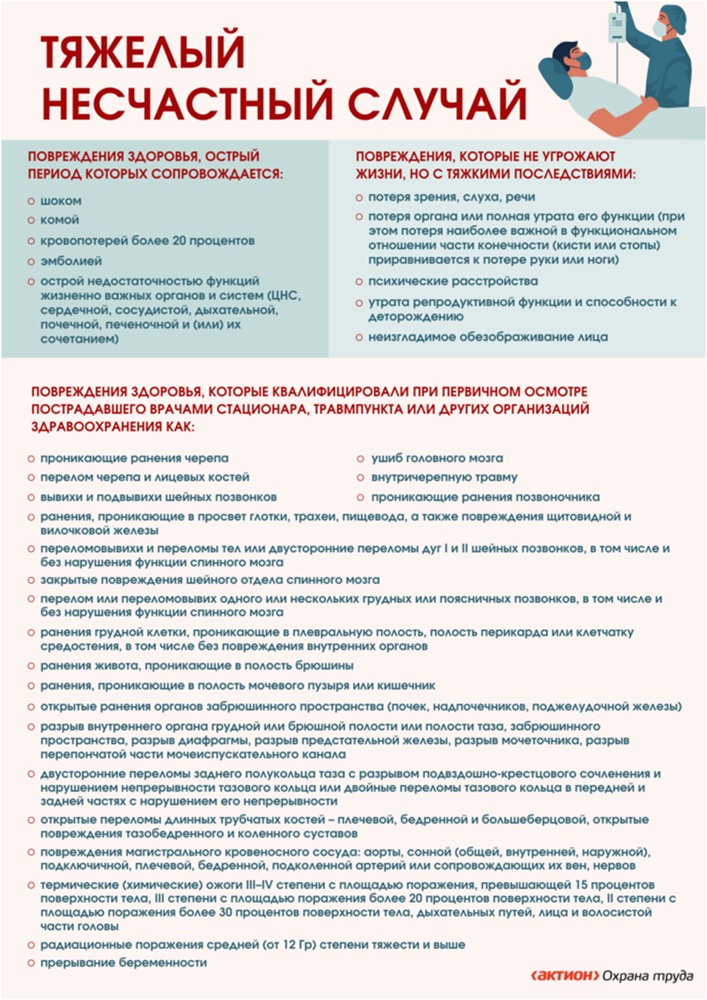 ТЯЖЕЛЫЙ
НЕСЧАСТНЫЙ СЛУЧАЙ
ПОВРЕЖДЕНИЯ ЗДОРОВЬЯ, ОСТРЫЙ
ПЕРИОД КОТОРЫХ СОПРОВОЖДАЕТСЯ:
шоком
комой
кровопотерей более 20 процентов
эмболией
острой недостаточностью функций
жизненно важных органов и систем (ЦНС,
сердечной, сосудистой, дыхательной,
почечной, печеночной и (или) их
сочетанием)
ПОВРЕЖДЕНИЯ, КОТОРЫЕ НЕ УГРОЖАЮТ
ЖИЗНИ, НО С ТЯЖКИМИ ПОСЛЕДСТВИЯМИ:
потеря зрения, слуха, речи
потеря органа или полная утрата его функции (при
этом потеря наиболее важной в функциональном
отношении части конечности (кисти или стопы)
приравнивается к потере руки или ноги)
психические расстройства
утрата репродуктивной функции и способности к
деторождению
неизгладимое обезображивание лица
ПОВРЕЖДЕНИЯ ЗДОРОВЬЯ, КОТОРЫЕ КВАЛИФИЦИРОВАЛИ ПРИ ПЕРВИЧНОМ ОСМОТРЕ
ПОСТРАДАВШЕГО ВРАЧАМИ СТАЦИОНАРА, ТРАВМПУНКТА ИЛИ ДРУГИХ ОРГАНИЗАЦИЙ
ЗДРАВООХРАНЕНИЯ КАК:
проникающие ранения черепа
перелом черепа и лицевых костей
вывихи и подвывихи шейных позвонков
ушиб головного мозга
внутричерепную травму
проникающие ранения позвоночника
ранения, проникающие в просвет глотки, трахеи, пищевода, а также повреждения щитовидной и
вилочковой железы
переломовывихи и переломы тел или двусторонние переломы дуг I и II шейных позвонков, в том числе и
без нарушения функции спинного мозга
закрытые повреждения шейного отдела спинного мозга
перелом или переломовывих одного или нескольких грудных или поясничных позвонков, в том числе и
без нарушения функции спинного мозга
ранения грудной клетки, проникающие в плевральную полость, полость перикарда или клетчатку
средостения, в том числе без повреждения внутренних органов
ранения живота, проникающие в полость брюшины
ранения, проникающие в полость мочевого пузыря или кишечник
открытые ранения органов забрюшинного пространства (почек, надпочечников, поджелудочной железы)
разрыв внутреннего органа грудной или брюшной полости или полости таза, забрюшинного
пространства, разрыв диафрагмы, разрыв предстательной железы, разрыв мочеточника, разрыв
перепончатой части мочеиспускательного канала
двусторонние переломы заднего полукольца таза с разрывом подвздошно-крестцового сочленения и
нарушением непрерывности тазового кольца или двойные переломы тазового кольца в передней и
задней частях с нарушением его непрерывности
открытые переломы длинных трубчатых костей – плечевой, бедренной и большеберцовой, открытые
повреждения тазобедренного и коленного суставов
повреждения магистрального кровеносного сосуда: аорты, сонной (общей, внутренней, наружной),
подключичной, плечевой, бедренной, подколенной артерий или сопровождающих их вен, нервов
термические (химические) ожоги III–IV степени с площадью поражения, превышающей 15 процентов
поверхности тела, III степени с площадью поражения более 20 процентов поверхности тела, II степени с
площадью поражения более 30 процентов поверхности тела, дыхательных путей, лица и волосистой
части головы
радиационные поражения средней (от 12 Гр) степени тяжести и выше
прерывание беременности
‹актион› Охрана труда